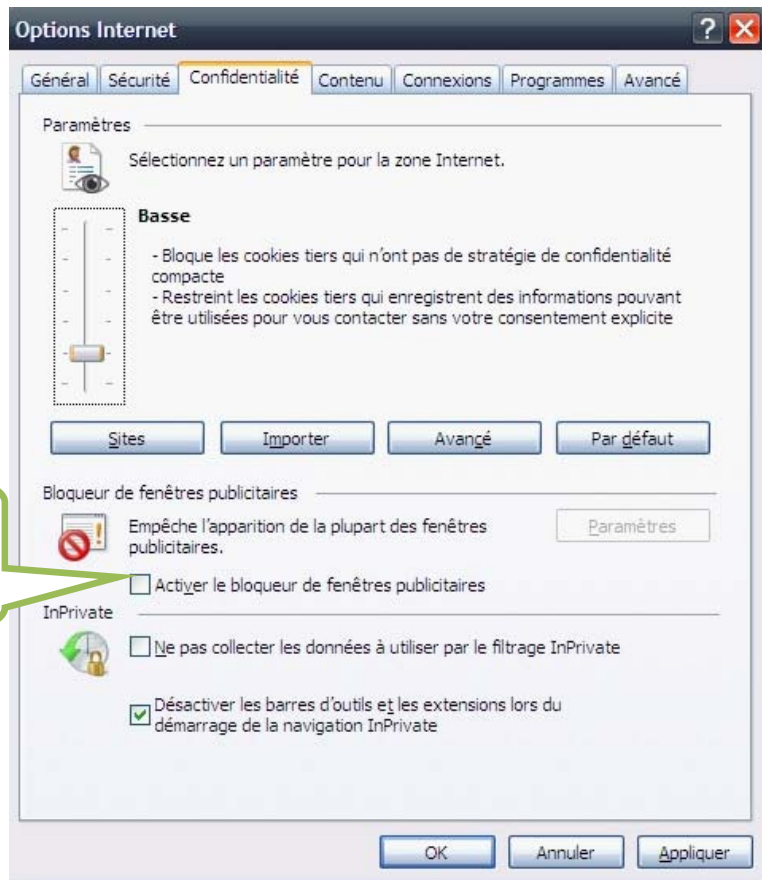 Options Internet
Général Sécurité Confidentialité Contenu Connexions Programmes Avancé
Paramètres
Sélectionnez un paramètre pour la zone Internet.
Basse
- Bloque les cookies tiers qui n'ont pas de stratégie de confidentialité
compacte
- Restreint les cookies tiers qui enregistrent des informations pouvant
être utilisées pour vous contacter sans votre consentement explicite
Sites Importer Avancé Par défaut
Bloqueur de fenêtres publicitaires
Empêche l'apparition de la plupart des fenêtres
publicitaires.
Paramètres
Activer le bloqueur de fenêtres publicitaires
InPrivate
Ne pas collecter les données à utiliser par le filtrage InPrivate
Désactiver les barres d'outils et les extensions lors du
démarrage de la navigation InPrivate
OK Annuler Appliquer